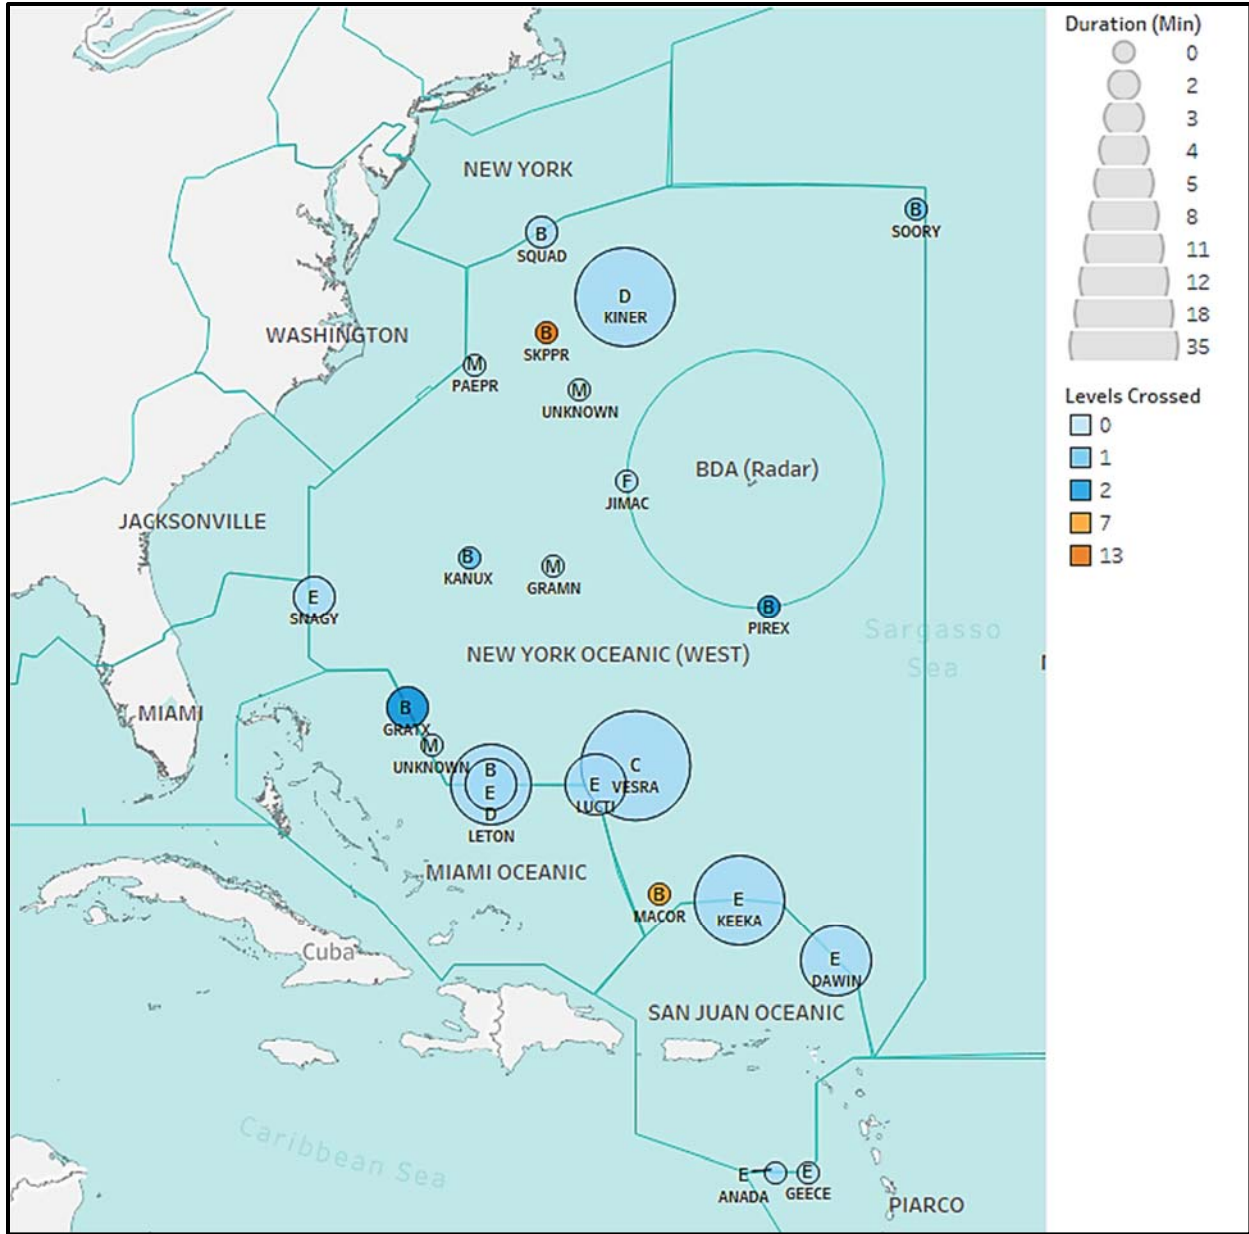 Duration (Min)
0
2
3
4
5
8
11
12
18
35
Levels Crossed
0
1
2
7
13
NEW YORK
B
SOORY
B
SQUAD
D
KINER
B
SKPPR
WASHINGTON
M
PAEPR
M
UNKNOWN
BDA (Radar)
F
JIMAC
JACKSONVILLE
B
KANUX
M
GRAMN
E
SNAGY
B
PIREX
Sargasso
Sea
NEW YORK OCEANIC (WEST)
MIAMI
B
GRATX
M
UNKNOWN
B
E
D
LETON
E
LUCTI
C
VESRA
MIAMI OCEANIC
B
MACOR
E
KEEKA
Cuba
E
DAWIN
SAN JUAN OCEANIC
Caribbean Sea
E
ANADA
E
GEECE
PIARCO